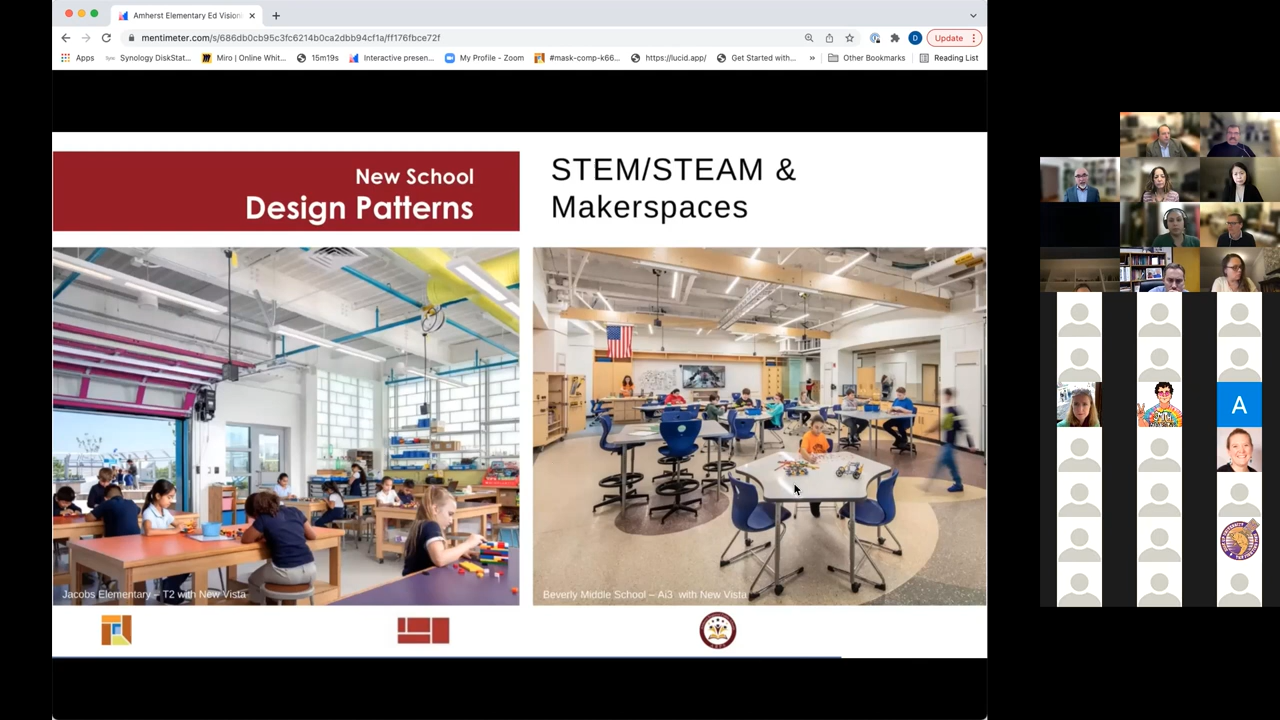 Amherst Elementary Ed Vision
mentimeter.com/s/686db0cb95c3fc6214b0ca2dbb94cf1a/ff176fbce72f
D
Update
Apps
Synology DiskStat...
Miro | Online Whit...
15m19s
Interactive presen...
My Profile - Zoom
#mask-comp-k66...
https://lucid.app/
Get Started with...
»
Other Bookmarks
Reading List
New School
Design Patterns
STEM/STEAM &
Makerspaces
Jacobs Elementary – T2 with New Vista
Beverly Middle School – Ai3 with New Vista
A